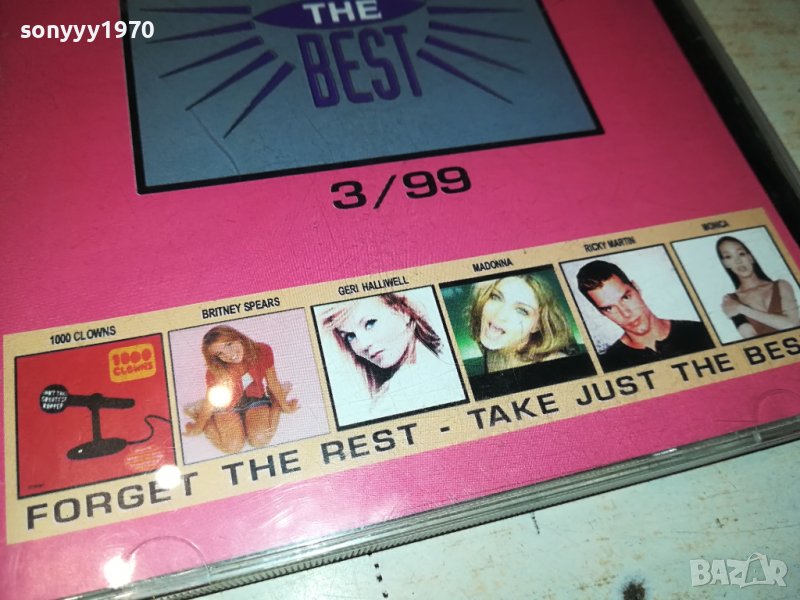 sonyyy1970
THE
BEST
3/99
1000 CLOWNS
BRITNEY SPEARS
GERI HALLIWELL
MADONNA
RICKY MARTIN
MONICA
1000
CLOWNS
FORGET THE REST - TAKE JUST THE BES
BAZAR